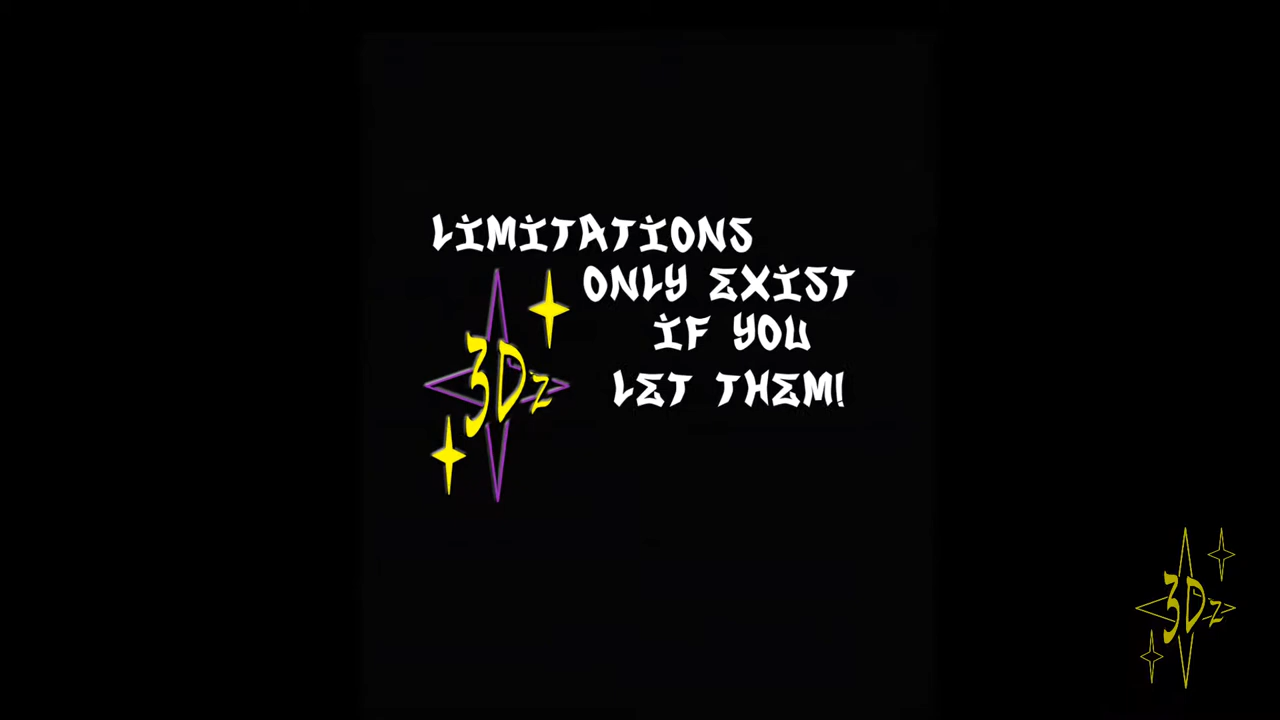 LIMITATIONS
ONLY EXIST
IF YOU
LET THEM!
3Dz
3Dz